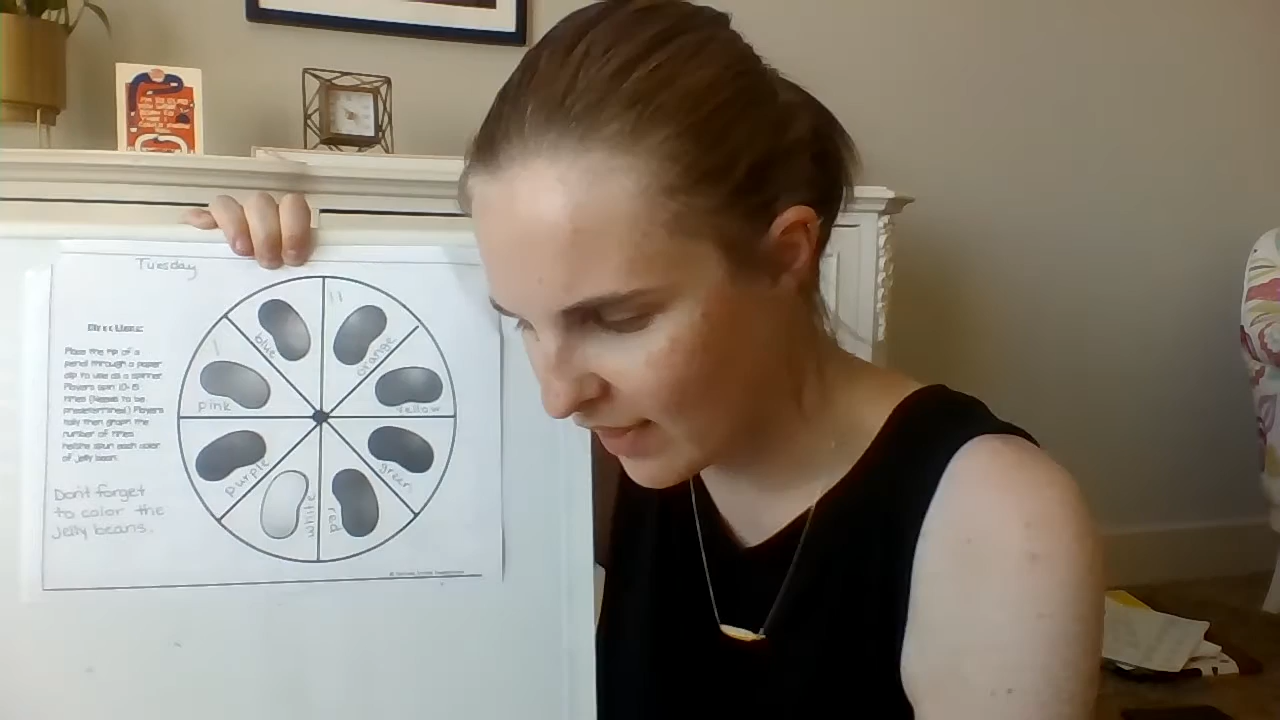 Tuesday
Directions:
Place the tip of a
pencil through a paper
clip to use as a spinner.
Players spin 10-15
times (Needs to be
predetermined). Players
tally then graph the
number of times
he/she spun each color
of jelly bean.
Don't forget
to color the
jelly beans.
blue
orange
yellow
green
red
white
purple
pink